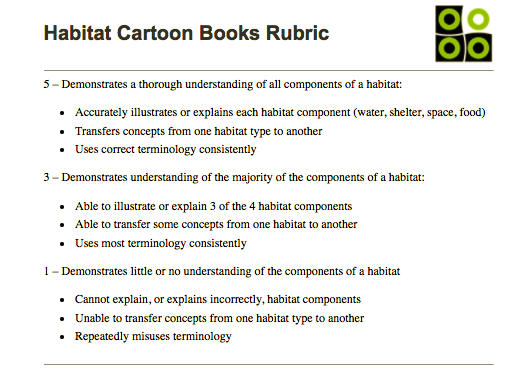 Habitat Cartoon Books Rubric
5 – Demonstrates a thorough understanding of all components of a habitat:
• Accurately illustrates or explains each habitat component (water, shelter, space, food)
• Transfers concepts from one habitat type to another
• Uses correct terminology consistently
3 – Demonstrates understanding of the majority of the components of a habitat:
• Able to illustrate or explain 3 of the 4 habitat components
• Able to transfer some concepts from one habitat to another
• Uses most terminology consistently
1 – Demonstrates little or no understanding of the components of a habitat
• Cannot explain, or explains incorrectly, habitat components
• Unable to transfer concepts from one habitat type to another
• Repeatedly misuses terminology